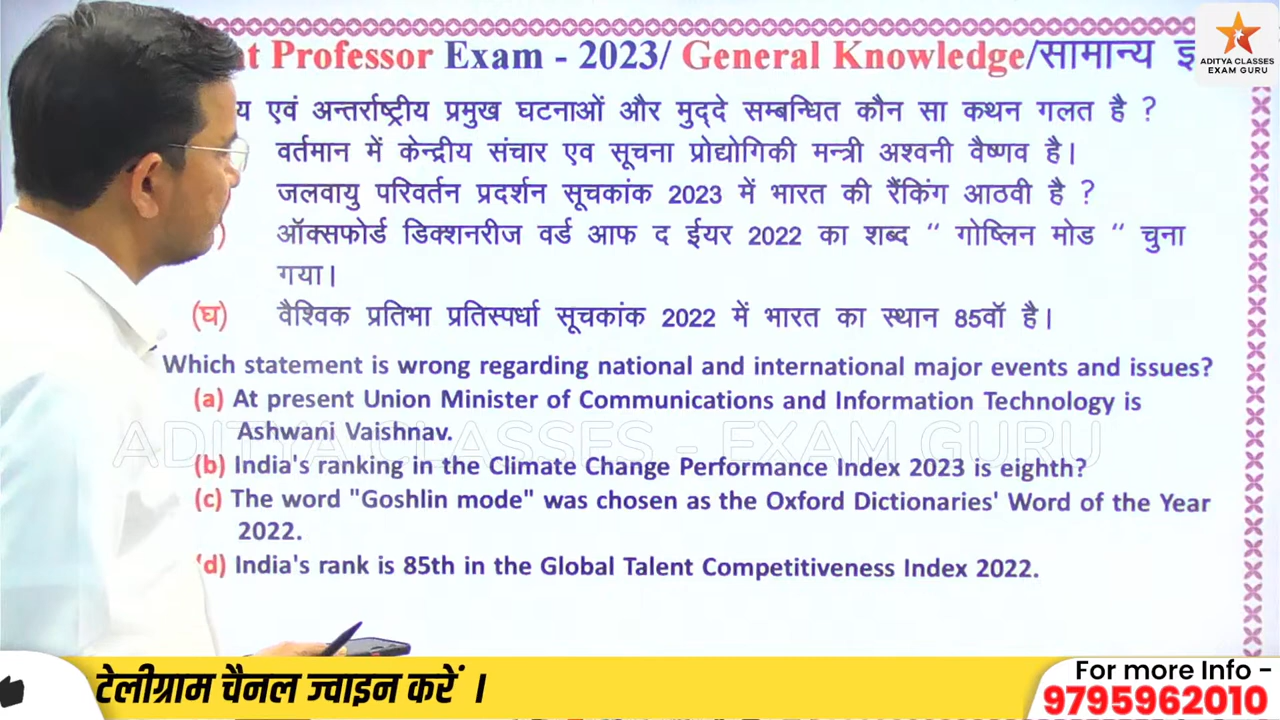 nt Professor Exam - 2023/ General Knowledge/सामान्य
ADITYA CLASSES
EXAM GURU
य एवं अन्तर्राष्ट्रीय प्रमुख घटनाओं और मुद्दे सम्बन्धित कौन सा कथन गलत है ?
वर्तमान में केन्द्रीय संचार एव सूचना प्रोद्योगिकी मन्त्री अश्वनी वैष्णव है।
जलवायु परिवर्तन प्रदर्शन सूचकांक 2023 में भारत की रैंकिंग आठवी है ?
) ऑक्सफोर्ड डिक्शनरीज वर्ड आफ द ईयर 2022 का शब्द “ गोष्लिन मोड “ चुना
गया।
(घ) वैश्विक प्रतिभा प्रतिस्पर्धा सूचकांक 2022 में भारत का स्थान 85वॉ है।
Which statement is wrong regarding national and international major events and issues?
(a) At present Union Minister of Communications and Information Technology is
Ashwani Vaishnav.
ADITYA CLASSES - EXAM GURU
(b) India's ranking in the Climate Change Performance Index 2023 is eighth?
(c) The word "Goshlin mode" was chosen as the Oxford Dictionaries' Word of the Year
2022.
(d) India's rank is 85th in the Global Talent Competitiveness Index 2022.
टेलीग्राम चैनल ज्वाइन करें ।
For more Info -
9795962010